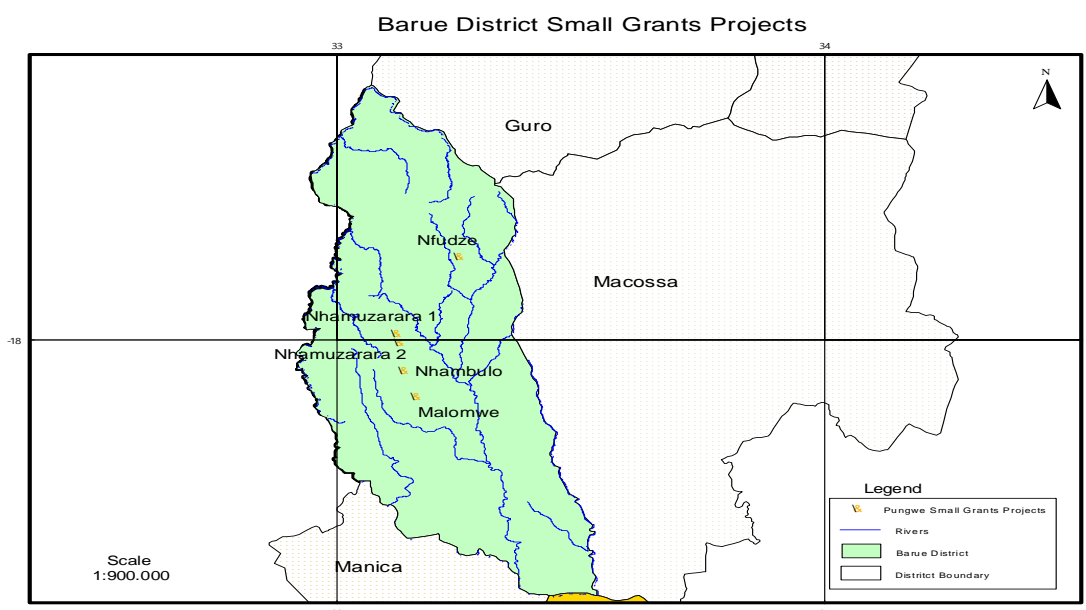 Barue District Small Grants Projects
33
34
N
Guro
Nfudze
Macossa
Nhamuzarara 1
-18
Nhamuzarara 2
Nhambulo
Malomwe
Legend
Pungwe Small Grants Projects
Rivers
Barue District
Distritct Boundary
Scale
1:900.000
Manica